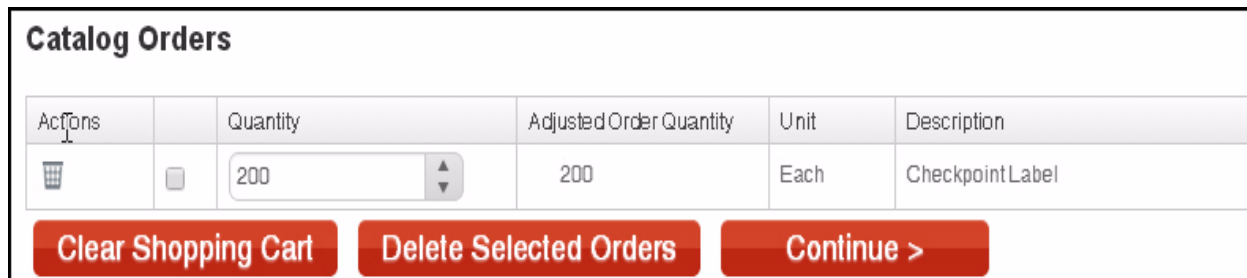 Catalog Orders
Actions Quantity Adjusted Order Quantity Unit Description
200 200 Each Checkpoint Label
Clear Shopping Cart Delete Selected Orders Continue >